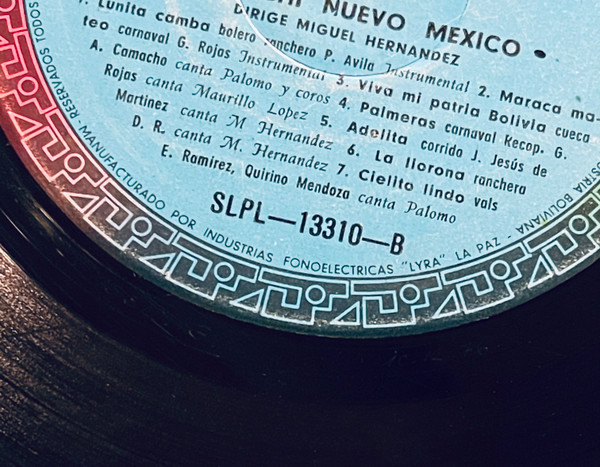 NUEVO MEXICO •
DIRIGE MIGUEL HERNANDEZ
1. Lunita camba bolero ranchero P. Avila Instrumental 2. Maraca ma-
teo carnaval G. Rojas Instrumental 3. Viva mi patria Bolivia cueca
A. Camacho canta Palomo y coros 4. Palmeras carnaval Recop. G.
Rojas canta Maurillo Lopez 5. Adelita corrido J. Jesús de
Martinez canta M Hernandez 6. La llorona ranchera
D. R. canta M. Hernandez 7. Cielito lindo vals
E. Ramirez, Quirino Mendoza canta Palomo
SLPL—13310—B
RESERVADOS TODOS
MANUFACTURADO POR INDUSTRIAS FONOELECTRICAS "LYRA" LA PAZ - INDUSTRIA BOLIVIANA